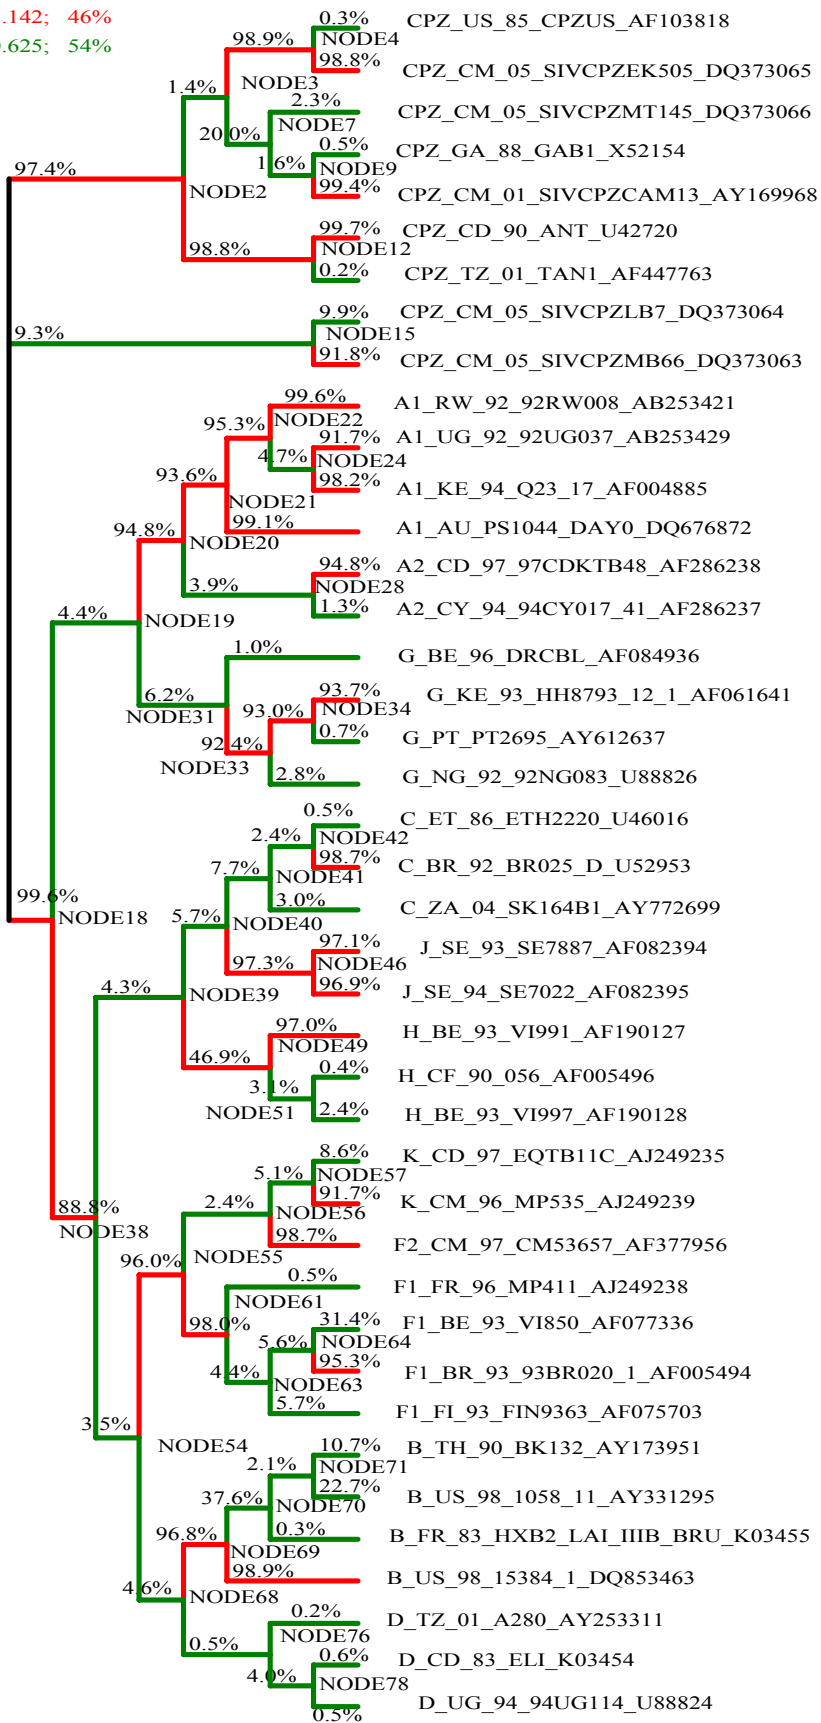 .142; 46%
.625; 54%
0.3% CPZ_US_85_CPZUS_AF103818
98.9% NODE4
98.8% CPZ_CM_05_SIVCPZEK505_DQ373065
1.4% NODE3
2.3% CPZ_CM_05_SIVCPZMT145_DQ373066
20.0% NODE7
0.5% CPZ_GA_88_GAB1_X52154
1.6% NODE9
97.4% NODE2
99.4% CPZ_CM_01_SIVCPZCAM13_AY169968
99.7% CPZ_CD_90_ANT_U42720
98.8% NODE12
0.2% CPZ_TZ_01_TAN1_AF447763
9.9% CPZ_CM_05_SIVCPZLB7_DQ373064
9.3% NODE15
91.8% CPZ_CM_05_SIVCPZMB66_DQ373063
99.6% A1_RW_92_92RW008_AB253421
95.3% NODE22
91.7% A1_UG_92_92UG037_AB253429
4.7% NODE24
93.6% NODE21
98.2% A1_KE_94_Q23_17_AF004885
99.1% A1_AU_PS1044_DAY0_DQ676872
94.8% NODE20
94.8% A2_CD_97_97CDKTB48_AF286238
3.9% NODE28
1.3% A2_CY_94_94CY017_41_AF286237
4.4% NODE19
1.0% G_BE_96_DRCBL_AF084936
6.2% NODE31
93.7% G_KE_93_HH8793_12_1_AF061641
93.0% NODE34
0.7% G_PT_PT2695_AY612637
92.4% NODE33
2.8% G_NG_92_92NG083_U88826
0.5% C_ET_86_ETH2220_U46016
2.4% NODE42
98.7% C_BR_92_BR025_D_U52953
7.7% NODE41
3.0% C_ZA_04_SK164B1_AY772699
99.6% NODE18
5.7% NODE40
97.1% J_SE_93_SE7887_AF082394
97.3% NODE46
4.3% NODE39
96.9% J_SE_94_SE7022_AF082395
97.0% H_BE_93_VI991_AF190127
46.9% NODE49
0.4% H_CF_90_056_AF005496
3.1% NODE51
2.4% H_BE_93_VI997_AF190128
8.6% K_CD_97_EQTB11C_AJ249235
5.1% NODE57
91.7% K_CM_96_MP535_AJ249239
2.4% NODE56
88.8% NODE38
98.7% F2_CM_97_CM53657_AF377956
96.0% NODE55
0.5% F1_FR_96_MP411_AJ249238
98.0% NODE61
31.4% F1_BE_93_VI850_AF077336
5.6% NODE64
95.3% F1_BR_93_93BR020_1_AF005494
4.4% NODE63
5.7% F1_FI_93_FIN9363_AF075703
3.5% NODE54
10.7% B_TH_90_BK132_AY173951
2.1% NODE71
22.7% B_US_98_1058_11_AY331295
37.6% NODE70
0.3% B_FR_83_HXB2_LAI_IIIB_BRU_K03455
96.8% NODE69
98.9% B_US_98_15384_1_DQ853463
4.6% NODE68
0.2% D_TZ_01_A280_AY253311
0.5% NODE76
0.6% D_CD_83_ELI_K03454
4.0% NODE78
0.5% D_UG_94_94UG114_U88824